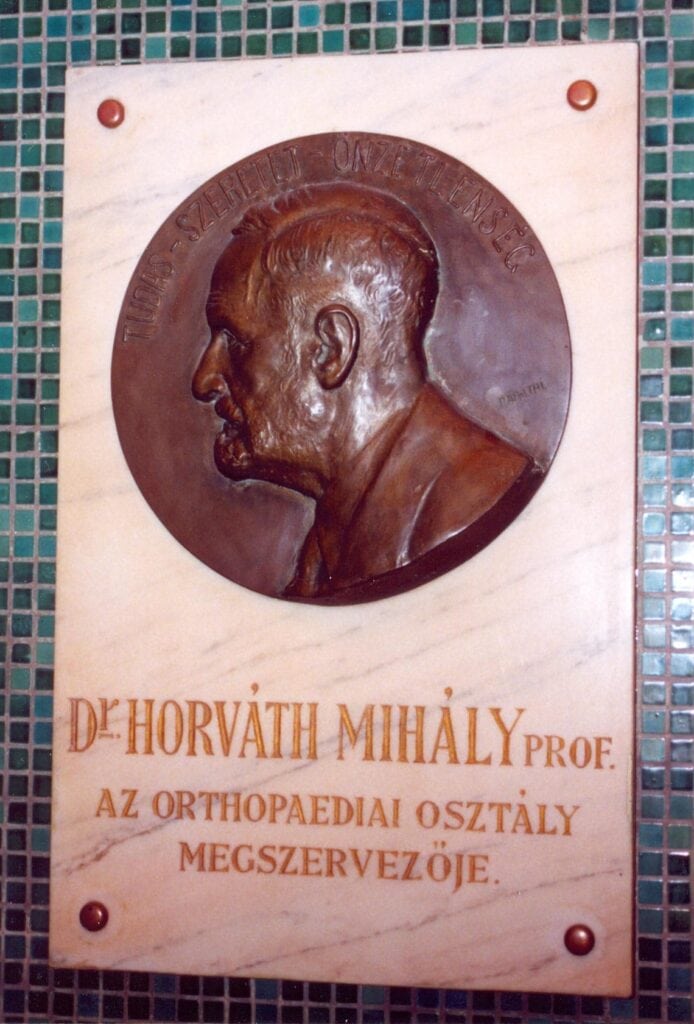 TUDÁS - SZERETET - ÖNZETLENSÉG
Dr. HORVÁTH MIHÁLY PROF.
AZ ORTHOPAEDIAI OSZTÁLY
MEGSZERVEZŐJE.